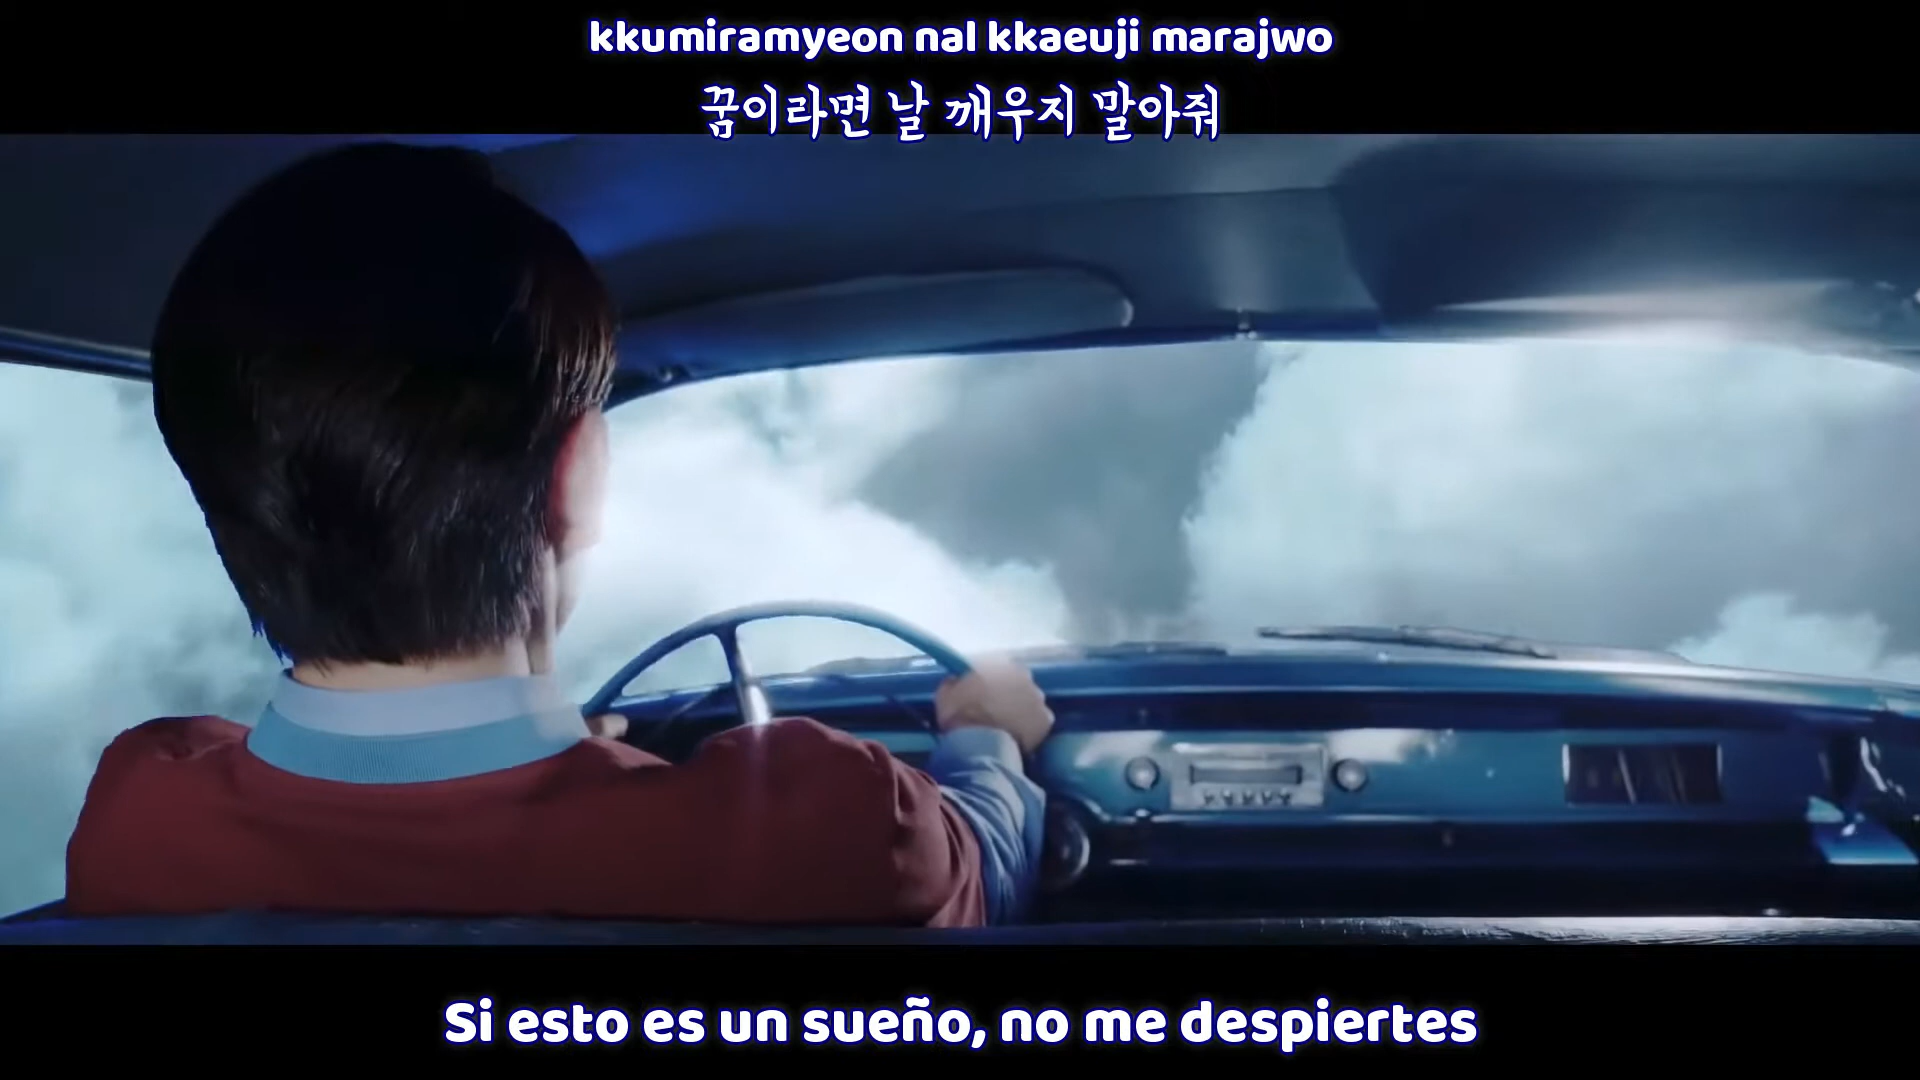 kkumiramyeon nal kkaeuji marajwo
꿈이라면 날 깨우지 말아줘
Si esto es un sueño, no me despiertes